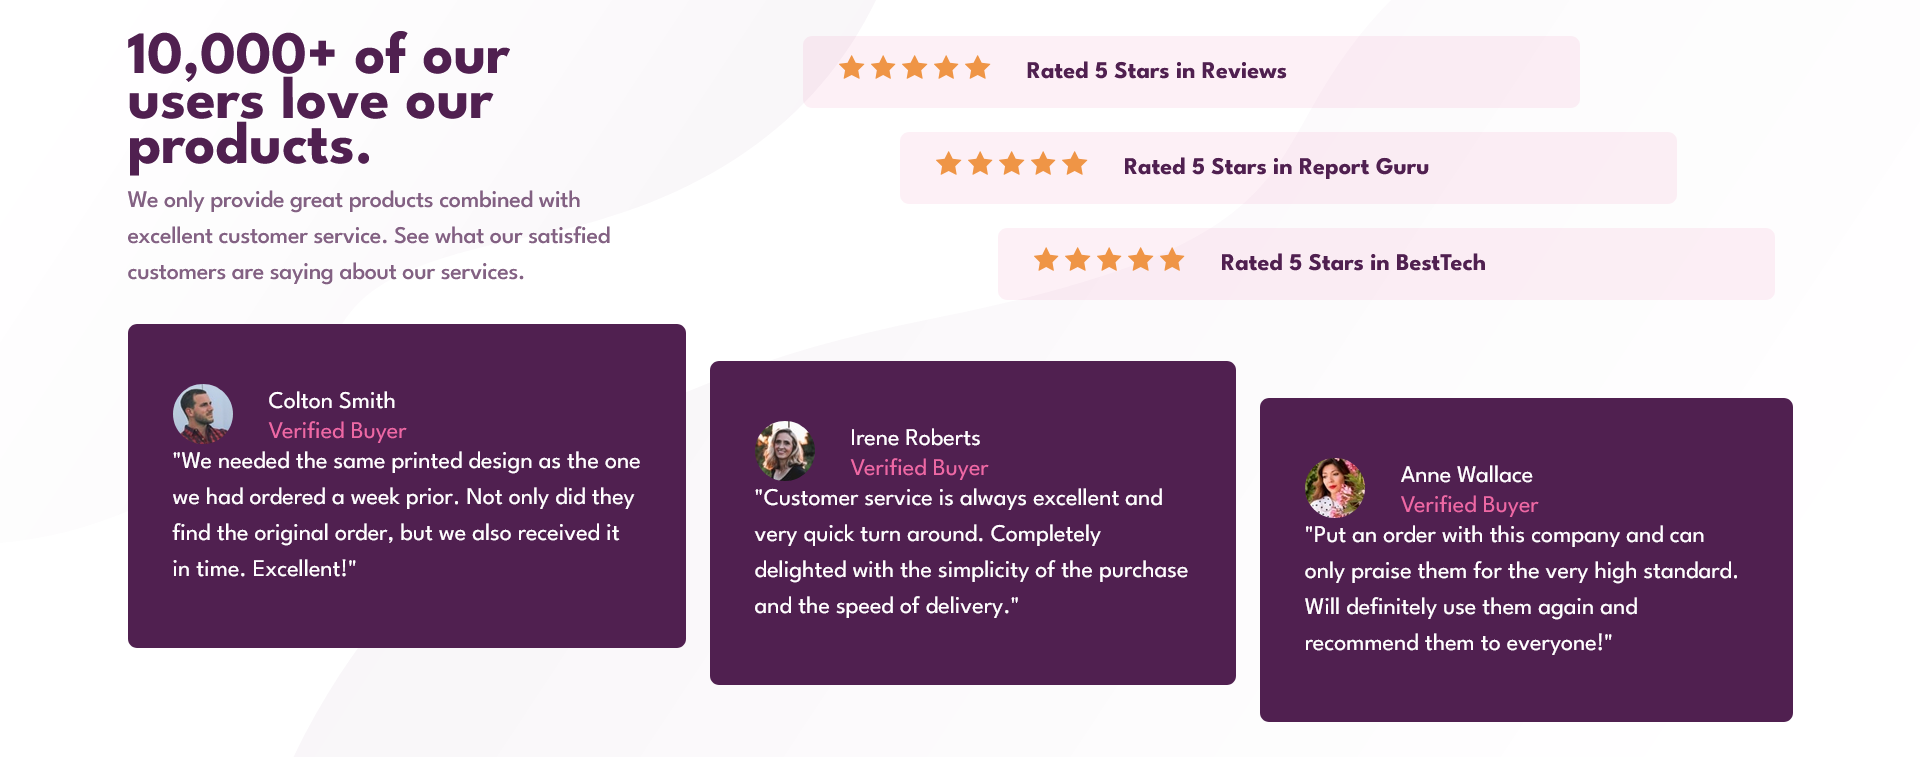 10,000+ of our
users love our
products.
We only provide great products combined with
excellent customer service. See what our satisfied
customers are saying about our services.
Rated 5 Stars in Reviews
Rated 5 Stars in Report Guru
Rated 5 Stars in BestTech
Colton Smith
Verified Buyer
"We needed the same printed design as the one
we had ordered a week prior. Not only did they
find the original order, but we also received it
in time. Excellent!"
Irene Roberts
Verified Buyer
"Customer service is always excellent and
very quick turn around. Completely
delighted with the simplicity of the purchase
and the speed of delivery."
Anne Wallace
Verified Buyer
"Put an order with this company and can
only praise them for the very high standard.
Will definitely use them again and
recommend them to everyone!"